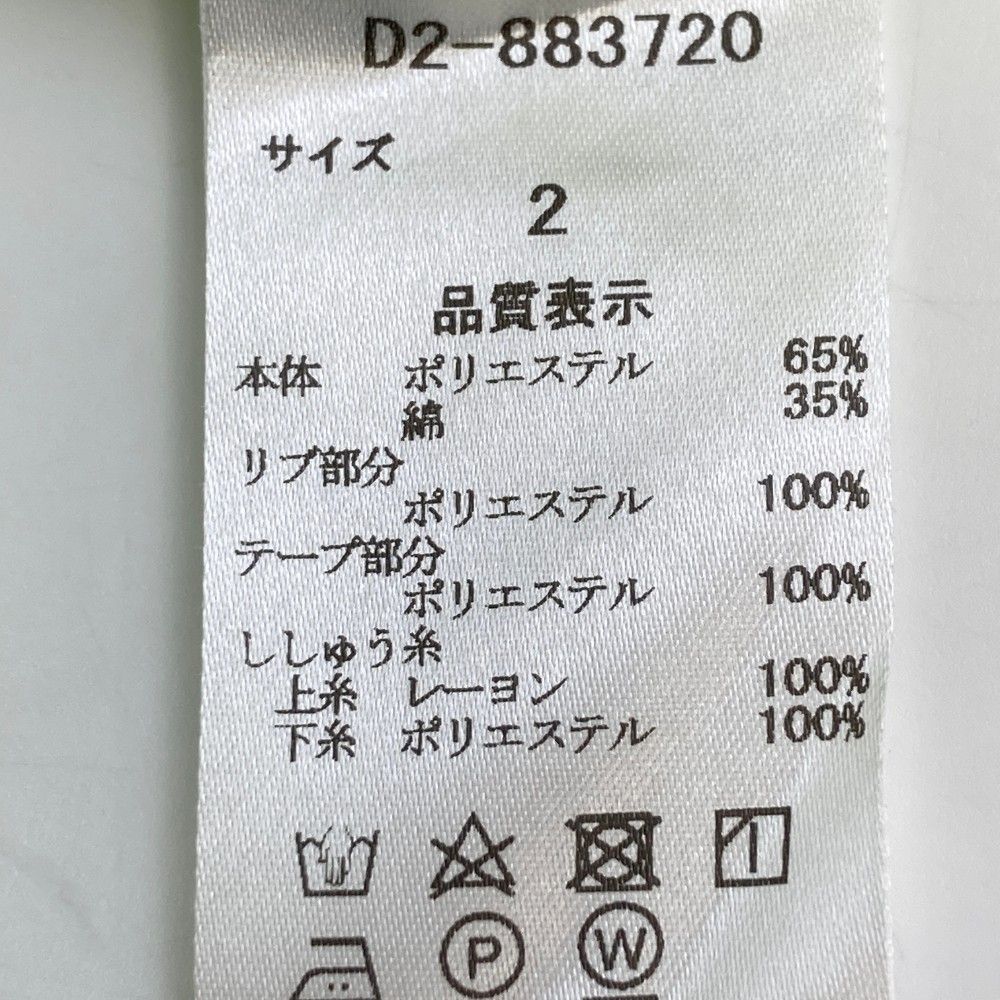 D2-883720
サイズ
2
品質表示
本体 ポリエステル 65%
綿 35%
リブ部分
ポリエステル 100%
テープ部分
ポリエステル 100%
ししゅう糸
上糸 レーヨン 100%
下糸 ポリエステル 100%
P W